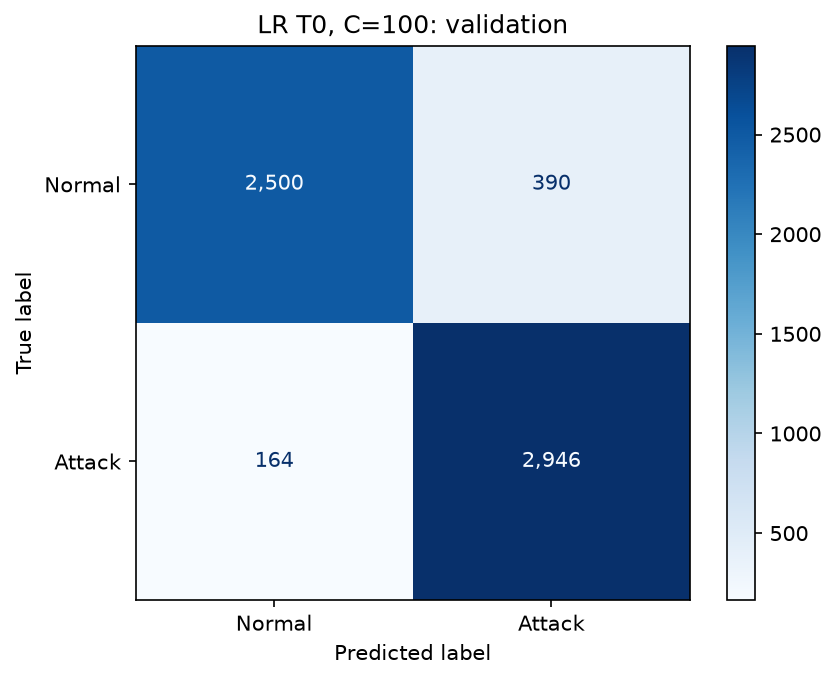 LR T0, C=100: validation
Normal
2,500
390
2500
2000
1500
1000
500
True label
Attack
164
2,946
Normal
Attack
Predicted label